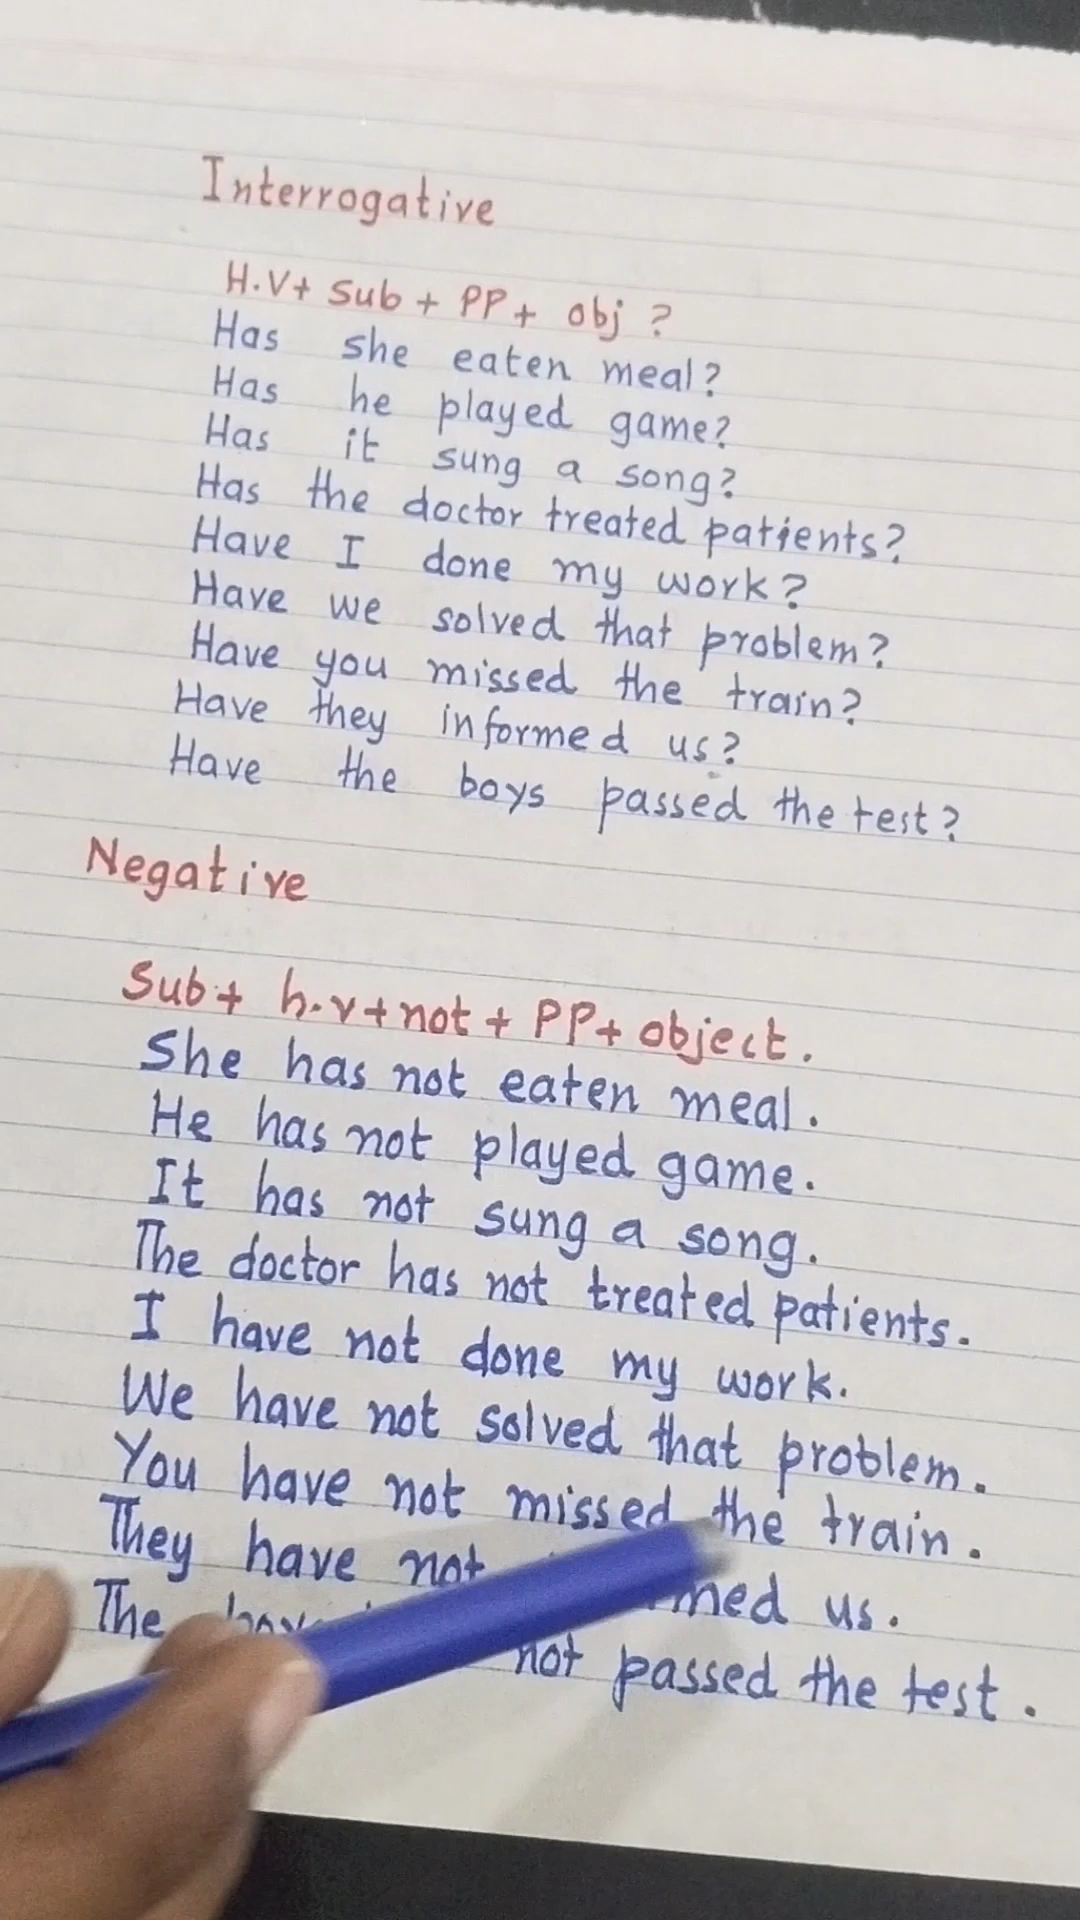 Interrogative
H.V+ Sub + PP+ obj ?
Has she eaten meal?
Has he played game?
Has it sung a song?
Has the doctor treated patients?
Have I done my work?
Have we solved that problem?
Have you missed the train?
Have they informed us?
Have the boys passed the test?
Negative
Sub+ h.v+not + PP+ object.
She has not eaten meal.
He has not played game.
It has not sung a song.
The doctor has not treated patients.
I have not done my work.
We have not solved that problem.
You have not missed the train.
They have not us.
The not passed the test.